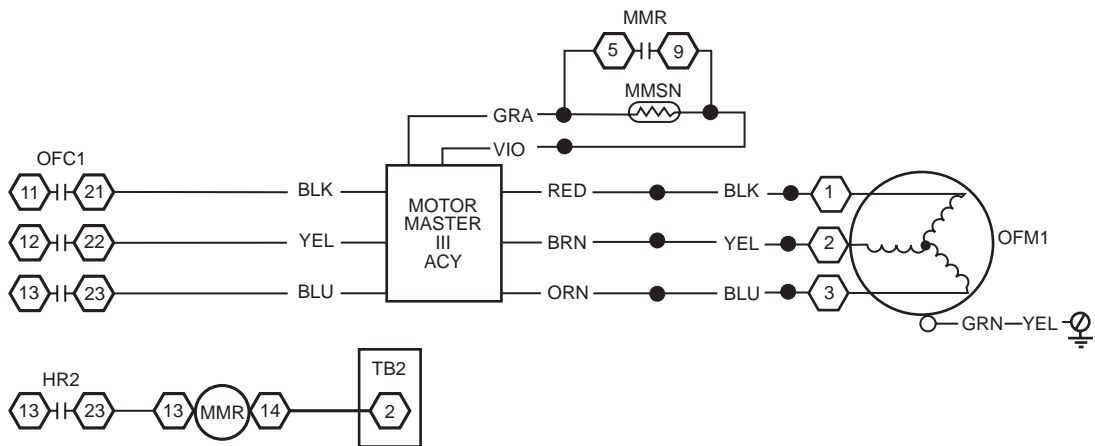 MMR
5 9
MMSN
GRA
VIO
OFC1
11 21 BLK
12 22 YEL
13 23 BLU
MOTOR
MASTER
III
ACY
RED BLK 1
BRN YEL 2
ORN BLU 3
OFM1
GRN YEL
HR2
13 23 13 MMR 14
TB2
2